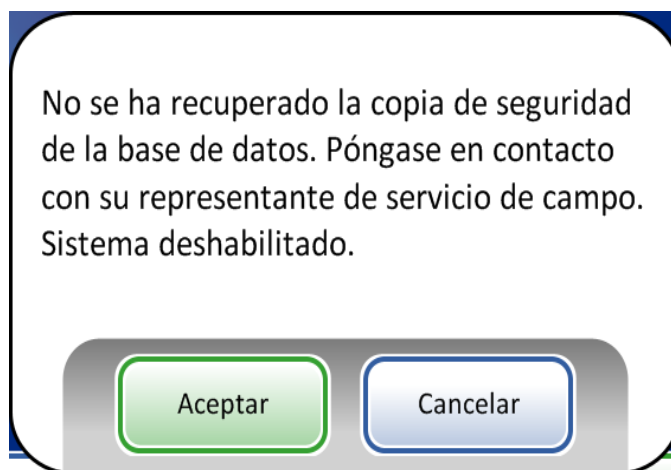 No se ha recuperado la copia de seguridad
de la base de datos. Póngase en contacto
con su representante de servicio de campo.
Sistema deshabilitado.
Aceptar
Cancelar